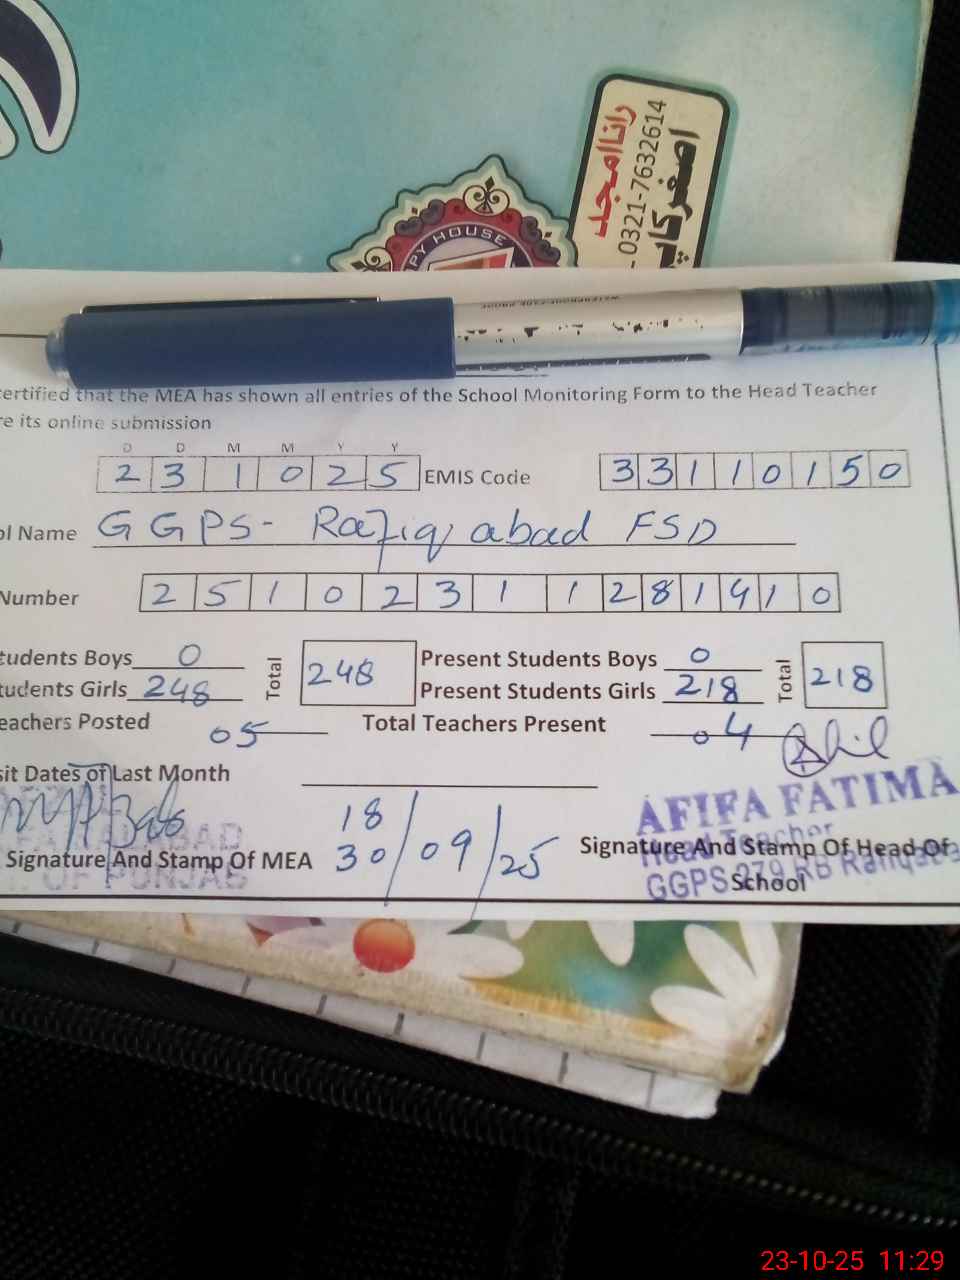 رانا امجد
0321-7632614
اصغر کاپی
PY HOUSE
ertified that the MEA has shown all entries of the School Monitoring Form to the Head Teacher
re its online submission
D D M M Y Y
2 3 1 0 2 5 EMIS Code 3 3 1 1 0 1 5 0
ol Name GGPS- Rafiq abad FSD
Number 2 5 1 0 2 3 1 1 2 8 1 4 1 0
tudents Boys 0 Total 248 Present Students Boys 0 Total 218
tudents Girls 248 Present Students Girls 218
eachers Posted 05 Total Teachers Present 04
sit Dates of Last Month
18
30/09/25
AFIFA FATIMA
Head Teacher
GGPS 279 RB
Signature And Stamp Of MEA
Signature And Stamp Of Head Of
School
23-10-25 11:29